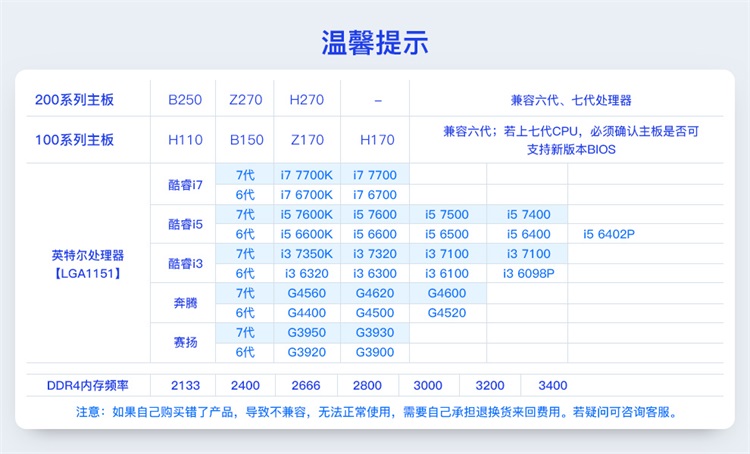 温馨提示
200系列主板 B250 Z270 H270 – 兼容六代、七代处理器
100系列主板 H110 B150 Z170 H170 兼容六代；若上七代CPU，必须确认主板是否可
支持新版本BIOS
英特尔处理器
【LGA1151】
酷睿i7
7代 i7 7700K i7 7700
6代 i7 6700K i7 6700
酷睿i5
7代 i5 7600K i5 7600 i5 7500 i5 7400
6代 i5 6600K i5 6600 i5 6500 i5 6400 i5 6402P
酷睿i3
7代 i3 7350K i3 7320 i3 7100 i3 7100
6代 i3 6320 i3 6300 i3 6100 i3 6098P
奔腾
7代 G4560 G4620 G4600
6代 G4400 G4500 G4520
赛扬
7代 G3950 G3930
6代 G3920 G3900
DDR4内存频率 2133 2400 2666 2800 3000 3200 3400
注意：如果自己购买错了产品，导致不兼容，无法正常使用，需要自己承担退换货来回费用。若疑问可咨询客服。